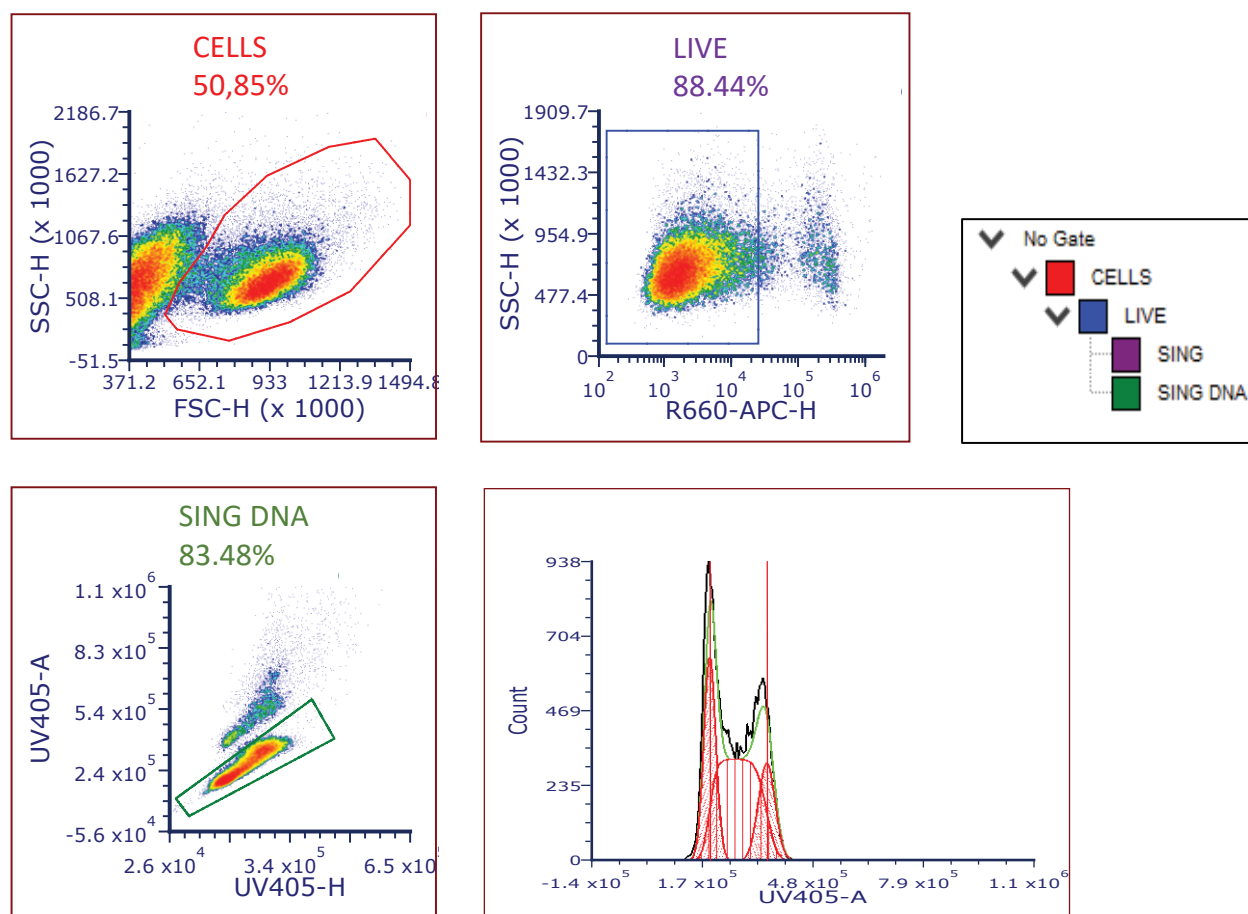 CELLS
50,85%
2186.7
1627.2
1067.6
508.1
-51.5
SSC-H (x 1000)
371.2 652.1 933 1213.9 1494.8
FSC-H (x 1000)
LIVE
88.44%
1909.7
1432.3
954.9
477.4
0
SSC-H (x 1000)
10^2 10^3 10^4 10^5 10^6
R660-APC-H
No Gate
CELLS
LIVE
SING
SING DNA
SING DNA
83.48%
1.1 x10^6
8.3 x10^5
5.4 x10^5
2.4 x10^5
-5.6 x10^4
UV405-A
2.6 x10^4 3.4 x10^5 6.5 x10^5
UV405-H
938
704
469
235
0
Count
-1.4 x10^5 1.7 x10^5 4.8 x10^5 7.9 x10^5 1.1 x10^6
UV405-A